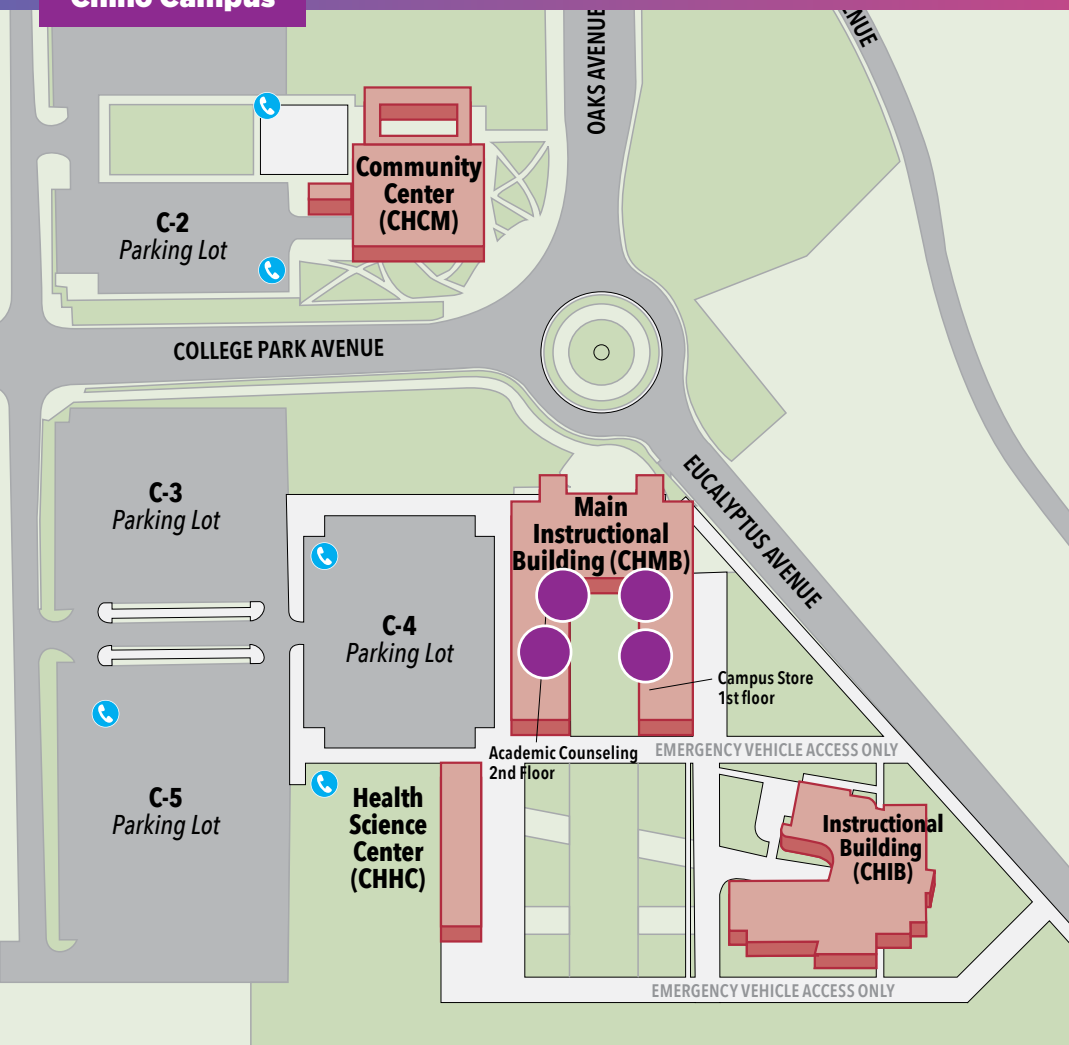 Chino Campus
OAKS AVENUE
Community
Center
(CHCM)
C-2
Parking Lot
COLLEGE PARK AVENUE
EUCALYPTUS AVENUE
C-3
Parking Lot
Main
Instructional
Building (CHMB)
C-4
Parking Lot
Campus Store
1st floor
Academic Counseling
2nd Floor
EMERGENCY VEHICLE ACCESS ONLY
C-5
Parking Lot
Health
Science
Center
(CHHC)
Instructional
Building
(CHIB)
EMERGENCY VEHICLE ACCESS ONLY